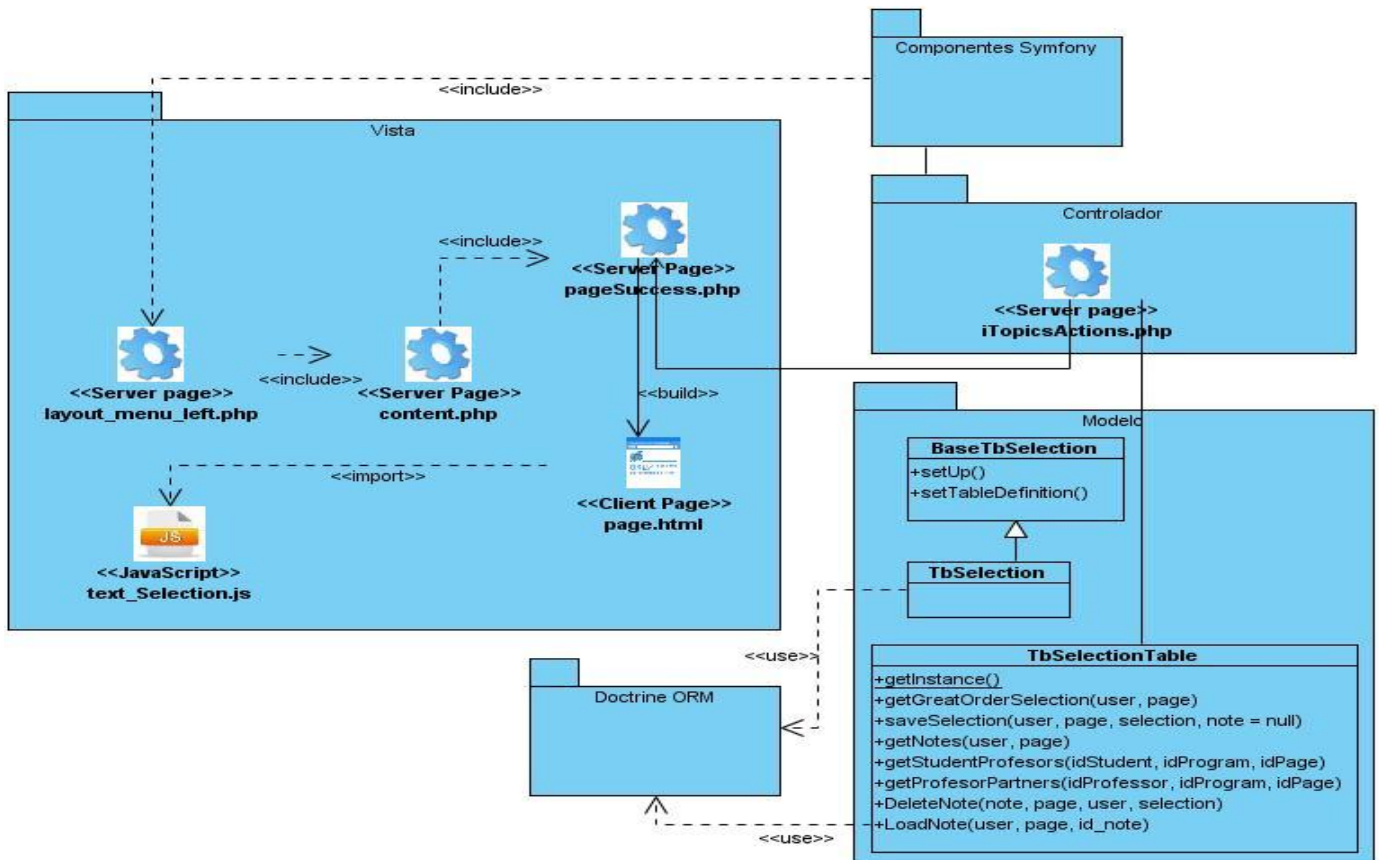 Componentes Symfony
<<include>>
Vista
Controlador
<<Server page>>
iTopicsActions.php
<<include>>
<<Server Page>>
pageSuccess.php
<<Server page>>
layout_menu_left.php
<<include>>
<<Server Page>>
content.php
<<build>>
<<import>>
<<Client Page>>
page.html
JS
<<JavaScript>>
text_Selection.js
Modelo
BaseTbSelection
+setUp()
+setTableDefinition()
TbSelection
<<use>>
Doctrine ORM
<<use>>
TbSelectionTable
+getInstance()
+getGreatOrderSelection(user, page)
+saveSelection(user, page, selection, note = null)
+getNotes(user, page)
+getStudentProfesors(idStudent, idProgram, idPage)
+getProfesorPartners(idProfessor, idProgram, idPage)
+DeleteNote(note, page, user, selection)
+LoadNote(user, page, id_note)